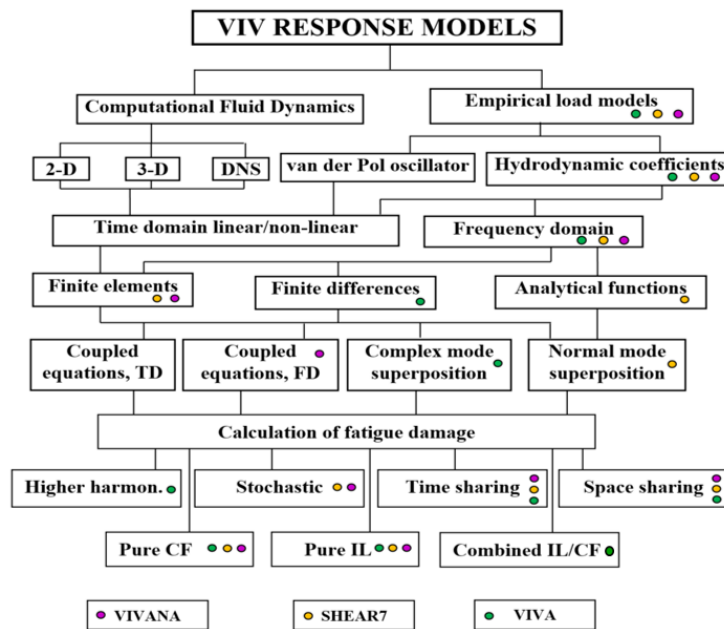 VIV RESPONSE MODELS
Computational Fluid Dynamics
Empirical load models
2-D
3-D
DNS
van der Pol oscillator
Hydrodynamic coefficients
Time domain linear/non-linear
Frequency domain
Finite elements
Finite differences
Analytical functions
Coupled
equations, TD
Coupled
equations, FD
Complex mode
superposition
Normal mode
superposition
Calculation of fatigue damage
Higher harmon.
Stochastic
Time sharing
Space sharing
Pure CF
Pure IL
Combined IL/CF
VIVANA
SHEAR7
VIVA